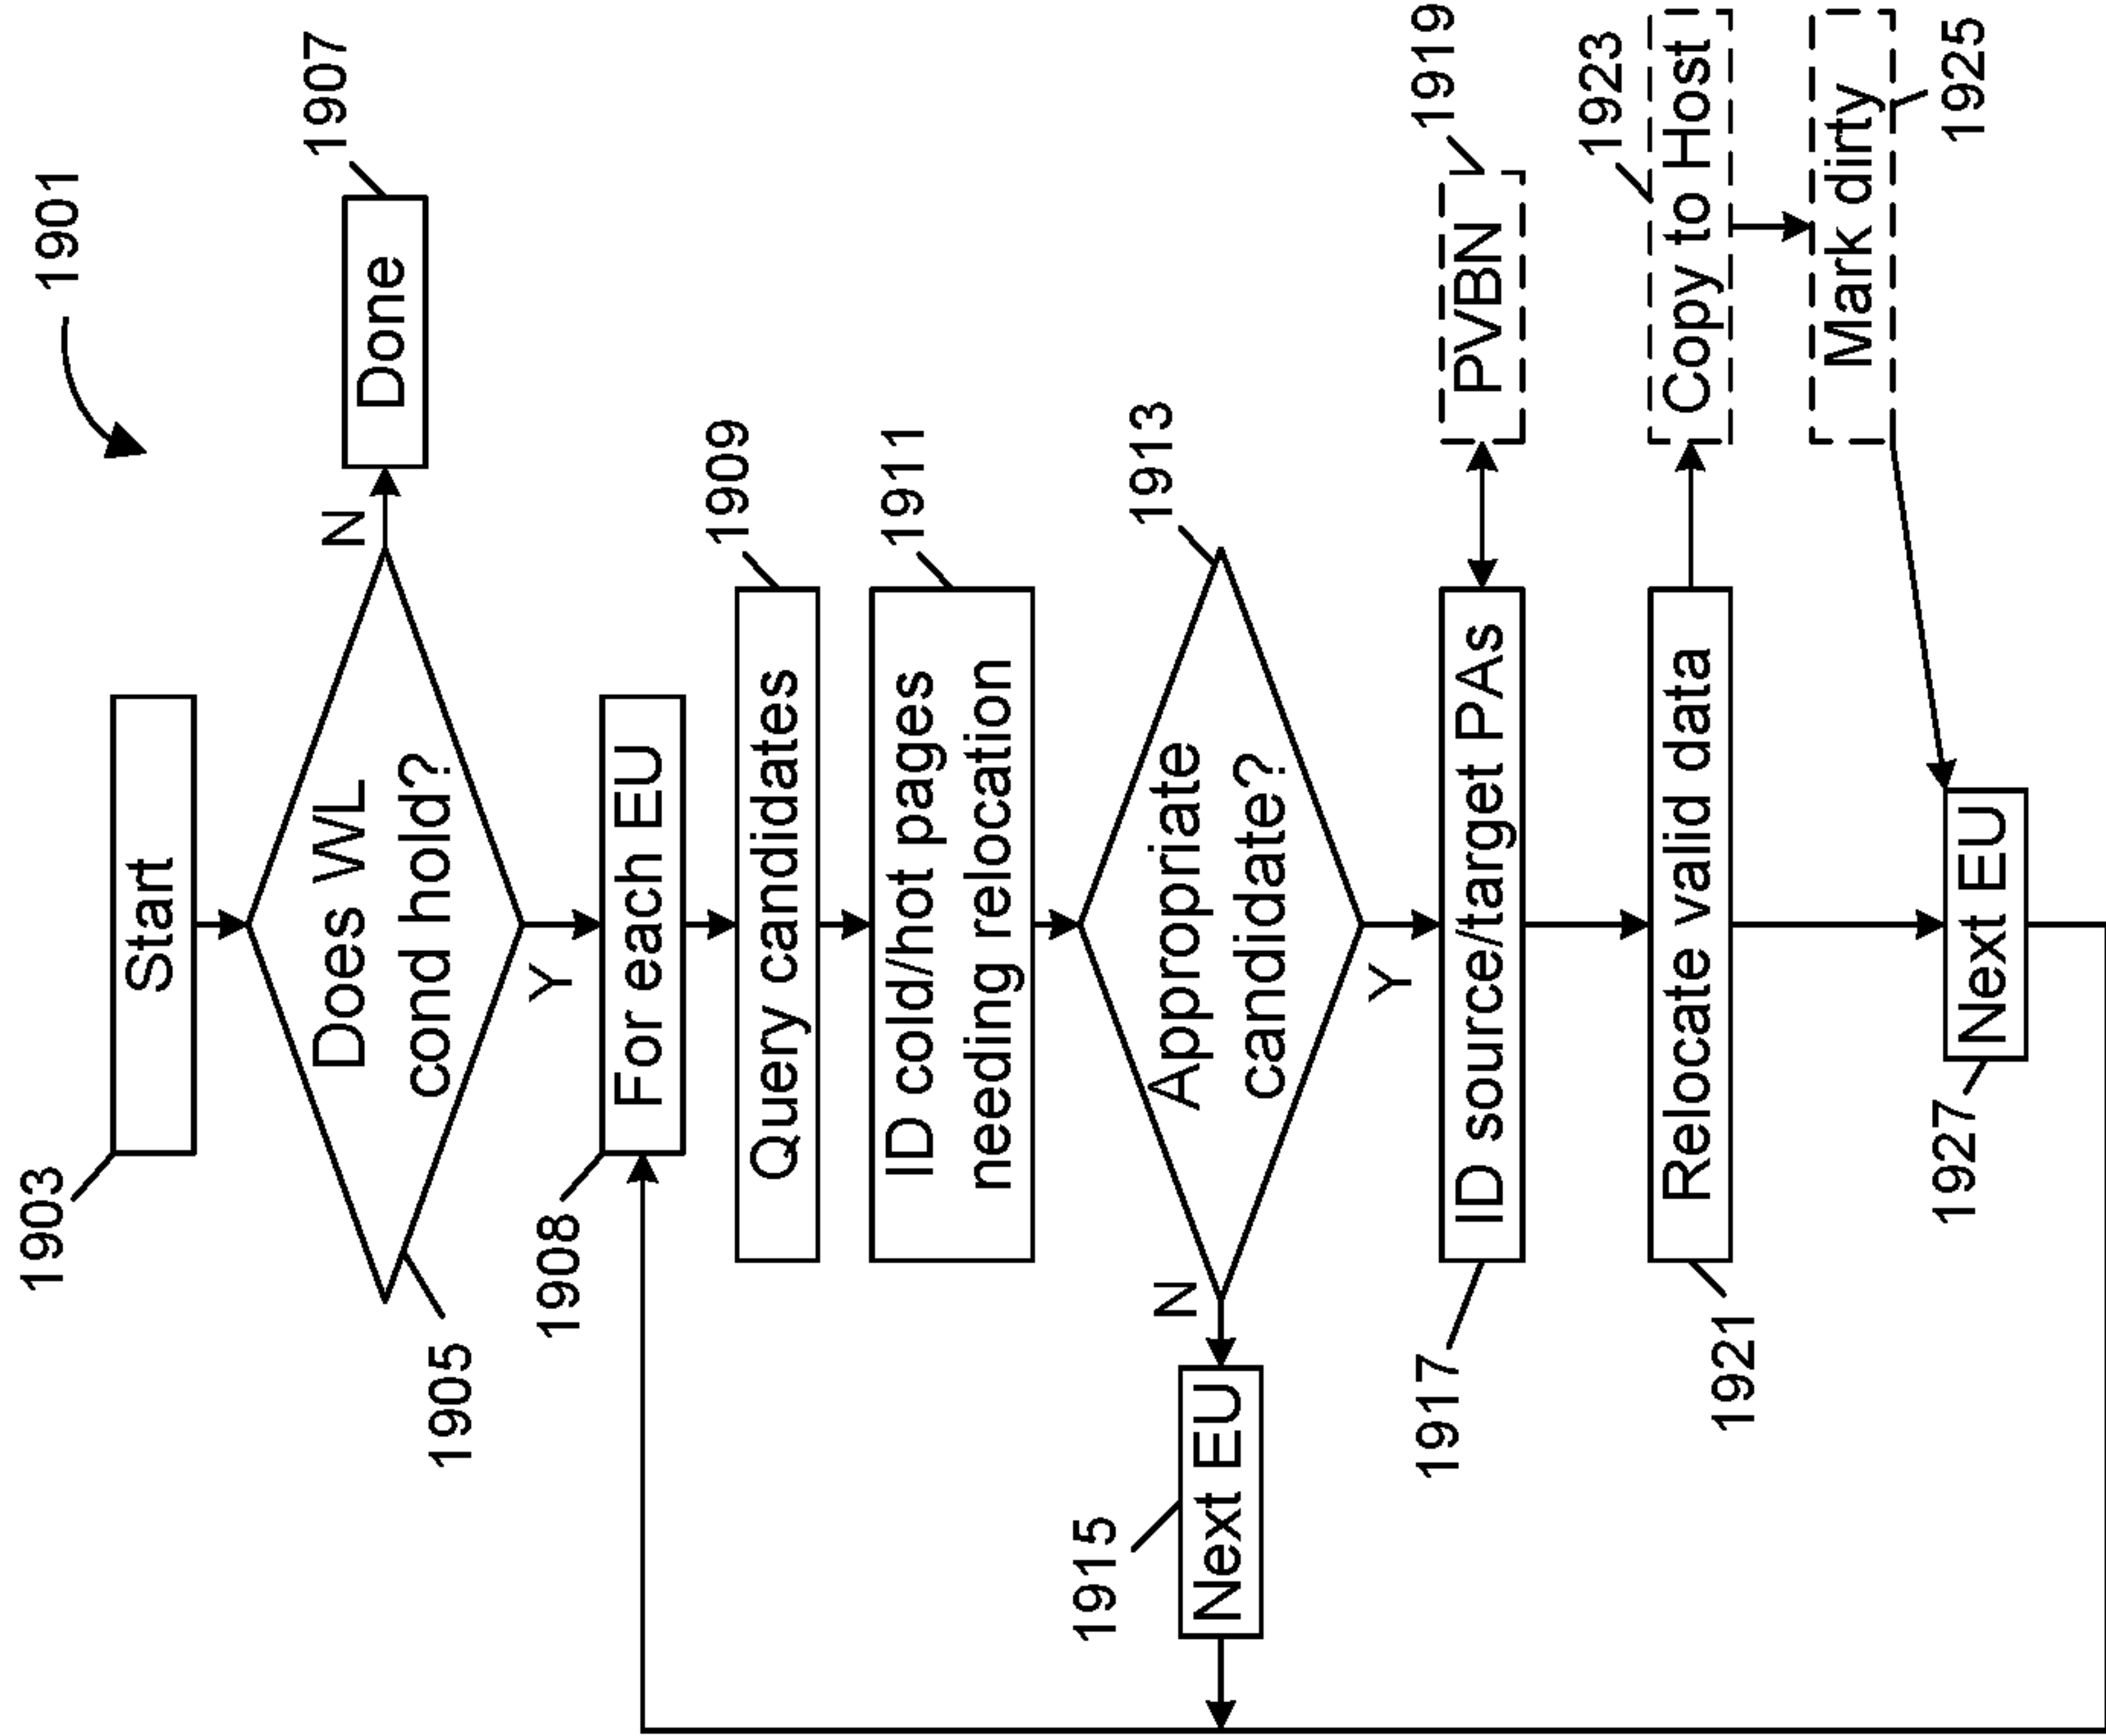 1901
1903
Start
Does WL
cond hold?
1905
N
Done
1907
Y
1908
For each EU
Query candidates
1909
ID cold/hot pages
needing relocation
1911
Appropriate
candidate?
1913
N
Next EU
1915
Y
ID source/target PAs
1917
PVBN
1919
Relocate valid data
1921
Copy to Host
1923
Mark dirty
1925
Next EU
1927